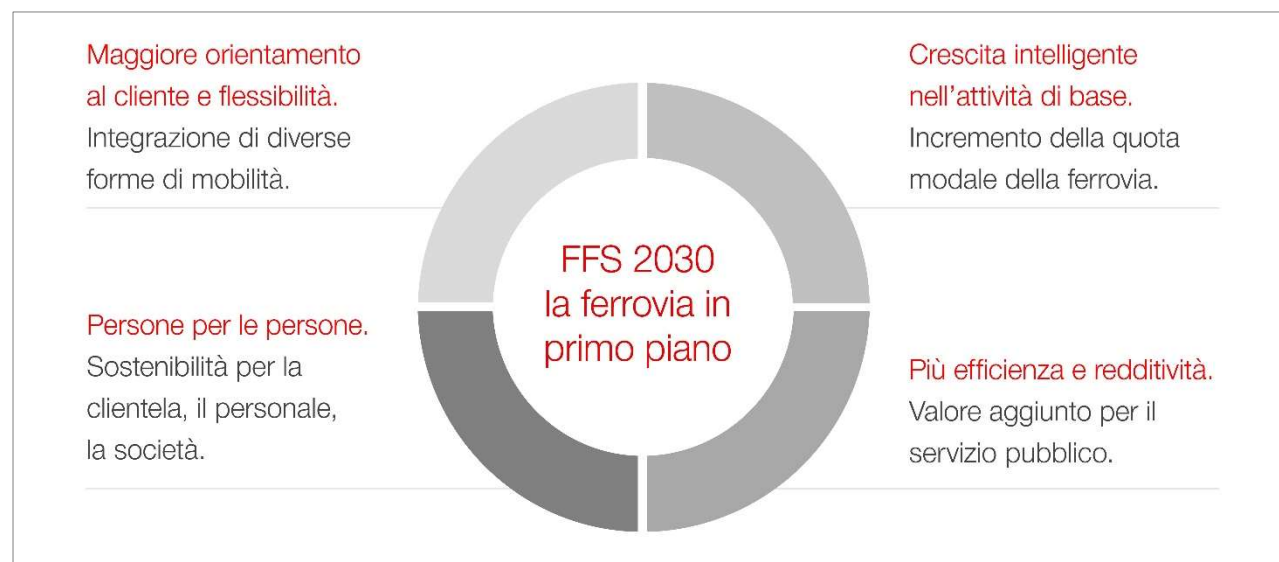 Maggiore orientamento
al cliente e flessibilità.
Integrazione di diverse
forme di mobilità.
Crescita intelligente
nell'attività di base.
Incremento della quota
modale della ferrovia.
FFS 2030
la ferrovia in
primo piano
Persone per le persone.
Sostenibilità per la
clientela, il personale,
la società.
Più efficienza e redditività.
Valore aggiunto per il
servizio pubblico.